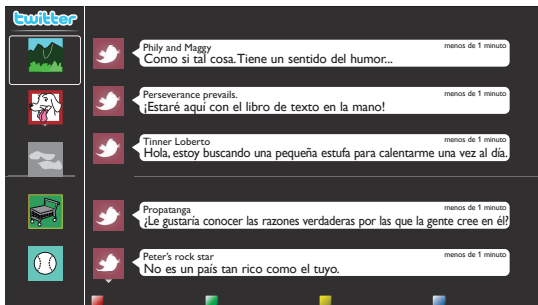 twitter
Phily and Maggy
menos de 1 minuto
Como si tal cosa. Tiene un sentido del humor...
Perseverance prevails.
menos de 1 minuto
¡Estaré aquí con el libro de texto en la mano!
Tinner Loberto
menos de 1 minuto
Hola, estoy buscando una pequeña estufa para calentarme una vez al día.
Propatanga
menos de 1 minuto
¿Le gustaría conocer las razones verdaderas por las que la gente cree en él?
Peter's rock star
menos de 1 minuto
No es un país tan rico como el tuyo.